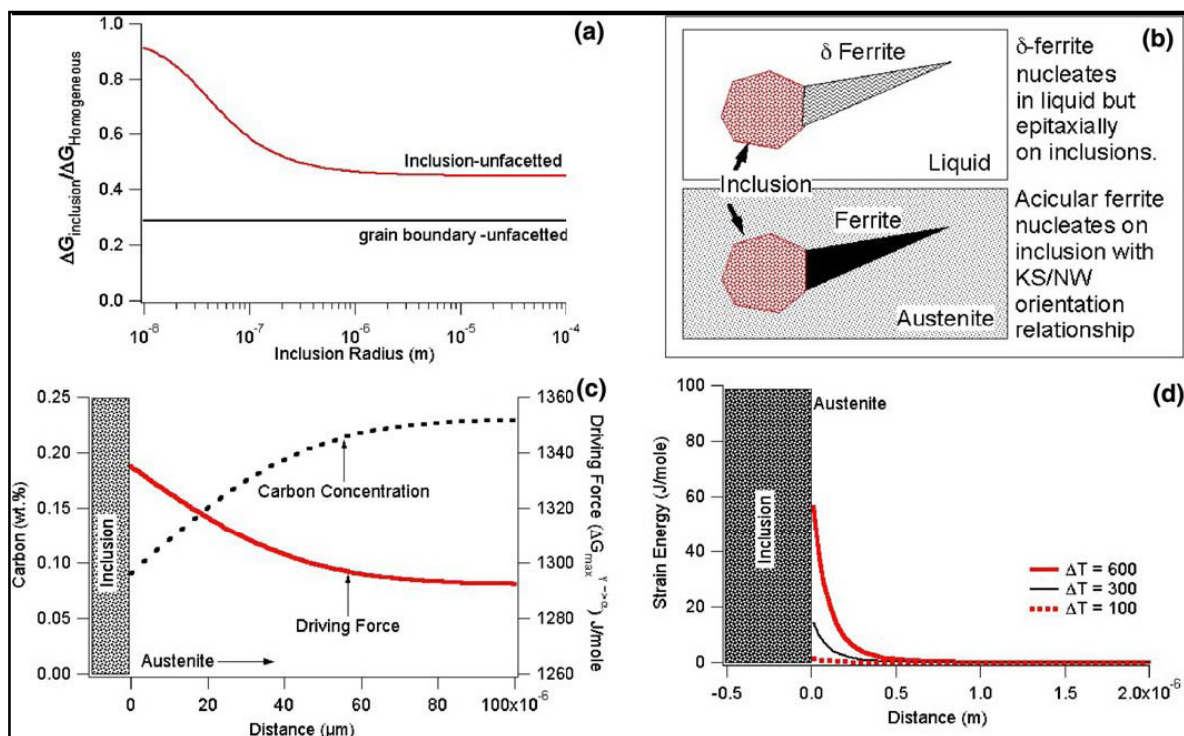 (a)
1.0
0.8
0.6
0.4
0.2
0.0
ΔG_inclusion/ΔG_Homogeneous
Inclusion-unfacetted
grain boundary -unfacetted
10^-8 10^-7 10^-6 10^-5 10^-4
Inclusion Radius (m)
(b)
δ Ferrite
Liquid
Inclusion
Ferrite
Austenite
δ-ferrite
nucleates
in liquid but
epitaxially
on inclusions.
Acicular ferrite
nucleates on
inclusion with
KS/NW
orientation
relationship
(c)
0.25
0.20
0.15
0.10
0.05
0.00
Carbon (wt.%)
Inclusion
Carbon Concentration
Driving Force
Austenite
1360
1340
1320
1300
1280
1260
Driving Force (ΔG_max^γ->α) J/mole
0 20 40 60 80 100x10^-6
Distance (µm)
(d)
100
80
60
40
20
0
Strain Energy (J/mole)
Inclusion
Austenite
ΔT = 600
ΔT = 300
ΔT = 100
-0.5 0.0 0.5 1.0 1.5 2.0x10^-6
Distance (m)